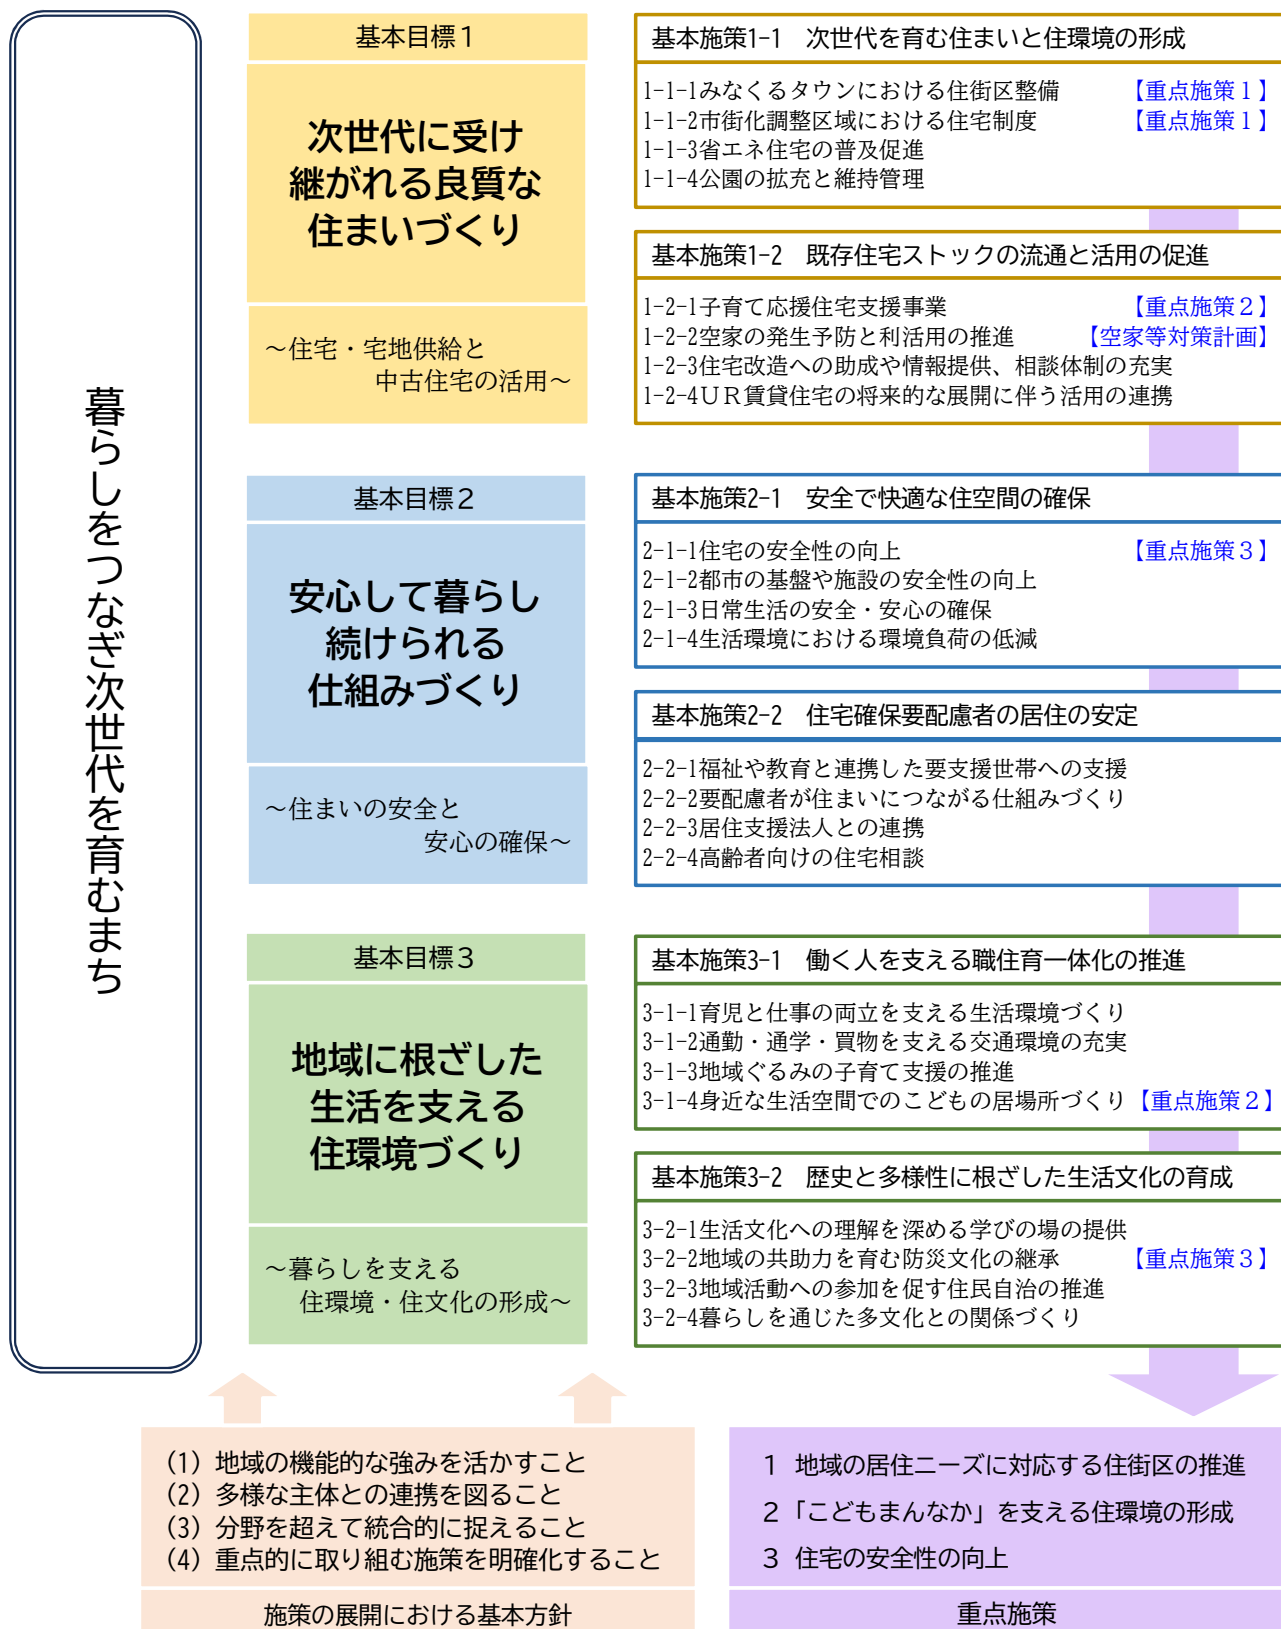 暮らしをつなぎ次世代を育むまち
基本目標１
次世代に受け
継がれる良質な
住まいづくり
～住宅・宅地供給と
中古住宅の活用～
基本施策1-1　次世代を育む住まいと住環境の形成
1-1-1みなくるタウンにおける住街区整備　【重点施策１】
1-1-2市街化調整区域における住宅制度　【重点施策１】
1-1-3省エネ住宅の普及促進
1-1-4公園の拡充と維持管理
基本施策1-2　既存住宅ストックの流通と活用の促進
1-2-1子育て応援住宅支援事業　【重点施策２】
1-2-2空家の発生予防と利活用の推進　【空家等対策計画】
1-2-3住宅改造への助成や情報提供、相談体制の充実
1-2-4ＵＲ賃貸住宅の将来的な展開に伴う活用の連携
基本目標２
安心して暮らし
続けられる
仕組みづくり
～住まいの安全と
安心の確保～
基本施策2-1　安全で快適な住空間の確保
2-1-1住宅の安全性の向上　【重点施策３】
2-1-2都市の基盤や施設の安全性の向上
2-1-3日常生活の安全・安心の確保
2-1-4生活環境における環境負荷の低減
基本施策2-2　住宅確保要配慮者の居住の安定
2-2-1福祉や教育と連携した要支援世帯への支援
2-2-2要配慮者が住まいにつながる仕組みづくり
2-2-3居住支援法人との連携
2-2-4高齢者向けの住宅相談
基本目標３
地域に根ざした
生活を支える
住環境づくり
～暮らしを支える
住環境・住文化の形成～
基本施策3-1　働く人を支える職住育一体化の推進
3-1-1育児と仕事の両立を支える生活環境づくり
3-1-2通勤・通学・買物を支える交通環境の充実
3-1-3地域ぐるみの子育て支援の推進
3-1-4身近な生活空間でのこどもの居場所づくり【重点施策２】
基本施策3-2　歴史と多様性に根ざした生活文化の育成
3-2-1生活文化への理解を深める学びの場の提供
3-2-2地域の共助力を育む防災文化の継承　【重点施策３】
3-2-3地域活動への参加を促す住民自治の推進
3-2-4暮らしを通じた多文化との関係づくり
(1) 地域の機能的な強みを活かすこと
(2) 多様な主体との連携を図ること
(3) 分野を超えて統合的に捉えること
(4) 重点的に取り組む施策を明確化すること
施策の展開における基本方針
１ 地域の居住ニーズに対応する住街区の推進
２「こどもまんなか」を支える住環境の形成
３ 住宅の安全性の向上
重点施策